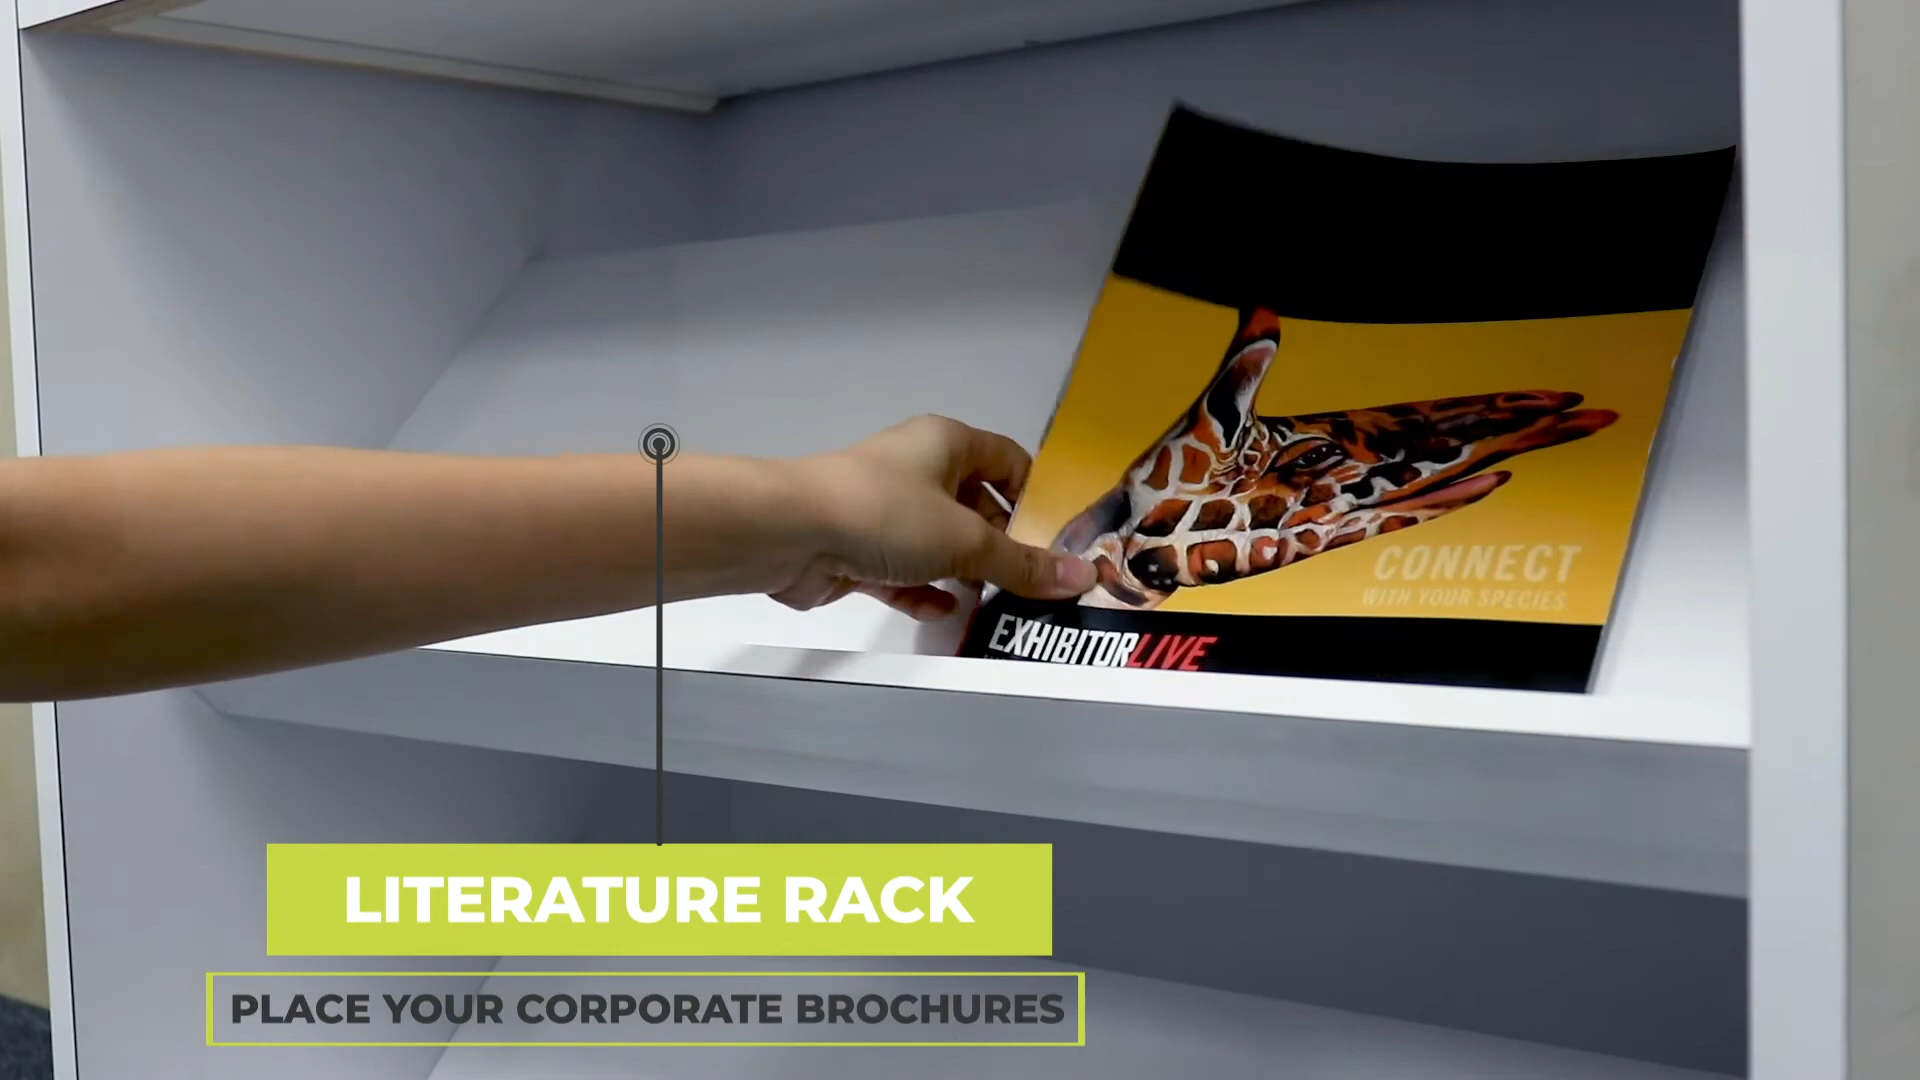 CONNECT
WITH YOUR SPECIES
EXHIBITORLIVE
LITERATURE RACK
PLACE YOUR CORPORATE BROCHURES